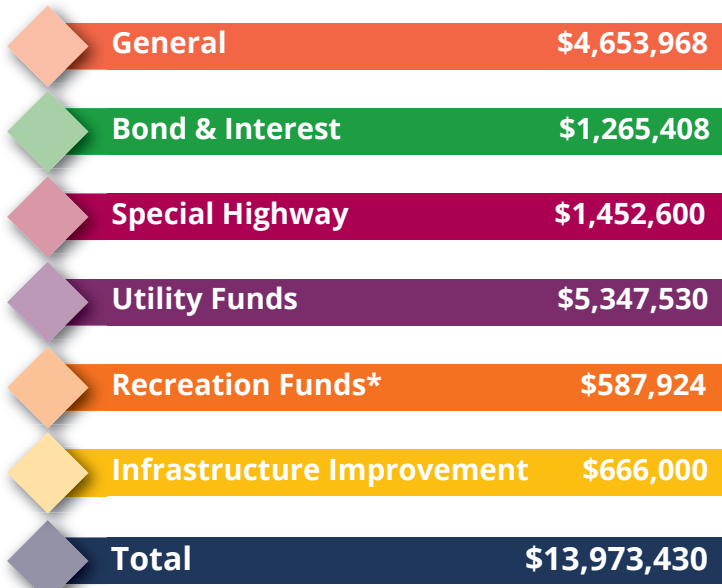 General $4,653,968
Bond & Interest $1,265,408
Special Highway $1,452,600
Utility Funds $5,347,530
Recreation Funds* $587,924
Infrastructure Improvement $666,000
Total $13,973,430